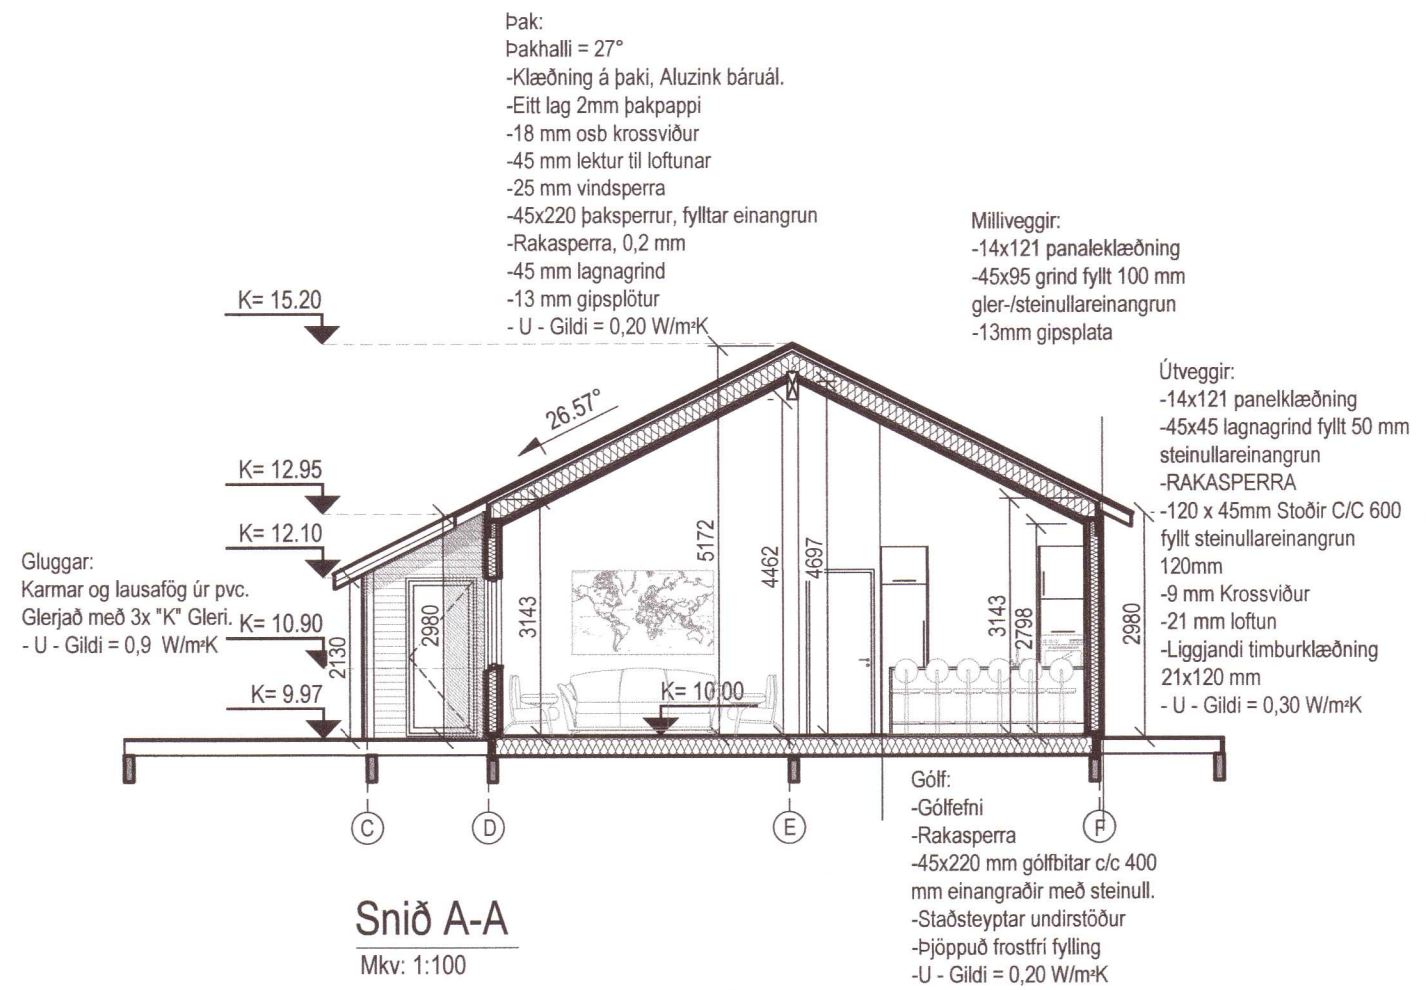 Þak:
Þakhalli = 27°
-Klæðning á þaki, Aluzink báruál.
-Eitt lag 2mm þakpappi
-18 mm osb krossviður
-45 mm lektur til loftunar
-25 mm vindsperra
-45x220 þaksperrur, fylltar einangrun
-Rakasperra, 0,2 mm
-45 mm lagnagrind
-13 mm gipsplötur
- U - Gildi = 0,20 W/m²K
Milliveggir:
-14x121 panaleklæðning
-45x95 grind fyllt 100 mm
gler-/steinullareinangrun
-13mm gipsplata
Útveggir:
-14x121 panelklæðning
-45x45 lagnagrind fyllt 50 mm
steinullareinangrun
-RAKASPERRA
-120 x 45mm Stoðir C/C 600
fyllt steinullareinangrun
120mm
-9 mm Krossviður
-21 mm loftun
-Liggjandi timburklæðning
21x120 mm
- U - Gildi = 0,30 W/m²K
K= 15.20
K= 12.95
K= 12.10
K= 10.90
K= 9.97
K= 10.00
26.57°
Gluggar:
Karmar og lausafög úr pvc.
Glerjað með 3x "K" Gleri.
- U - Gildi = 0,9 W/m²K
2130
2980
3143
5172
4462
4697
3143
2798
2980
C
D
E
F
Gólf:
-Gólfefni
-Rakasperra
-45x220 mm gólfbitar c/c 400
mm einangraðir með steinull.
-Staðsteyptar undirstöður
-Þjöppuð frostfrí fylling
-U - Gildi = 0,20 W/m²K
Snið A-A
Mkv: 1:100